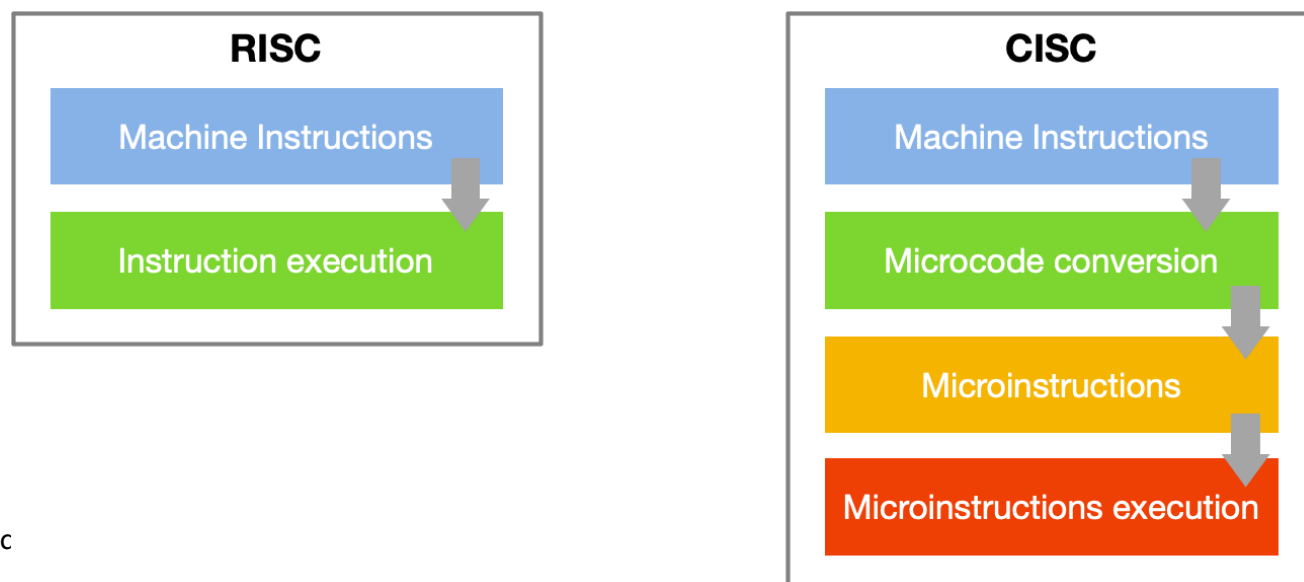 RISC
Machine Instructions
Instruction execution
CISC
Machine Instructions
Microcode conversion
Microinstructions
Microinstructions execution